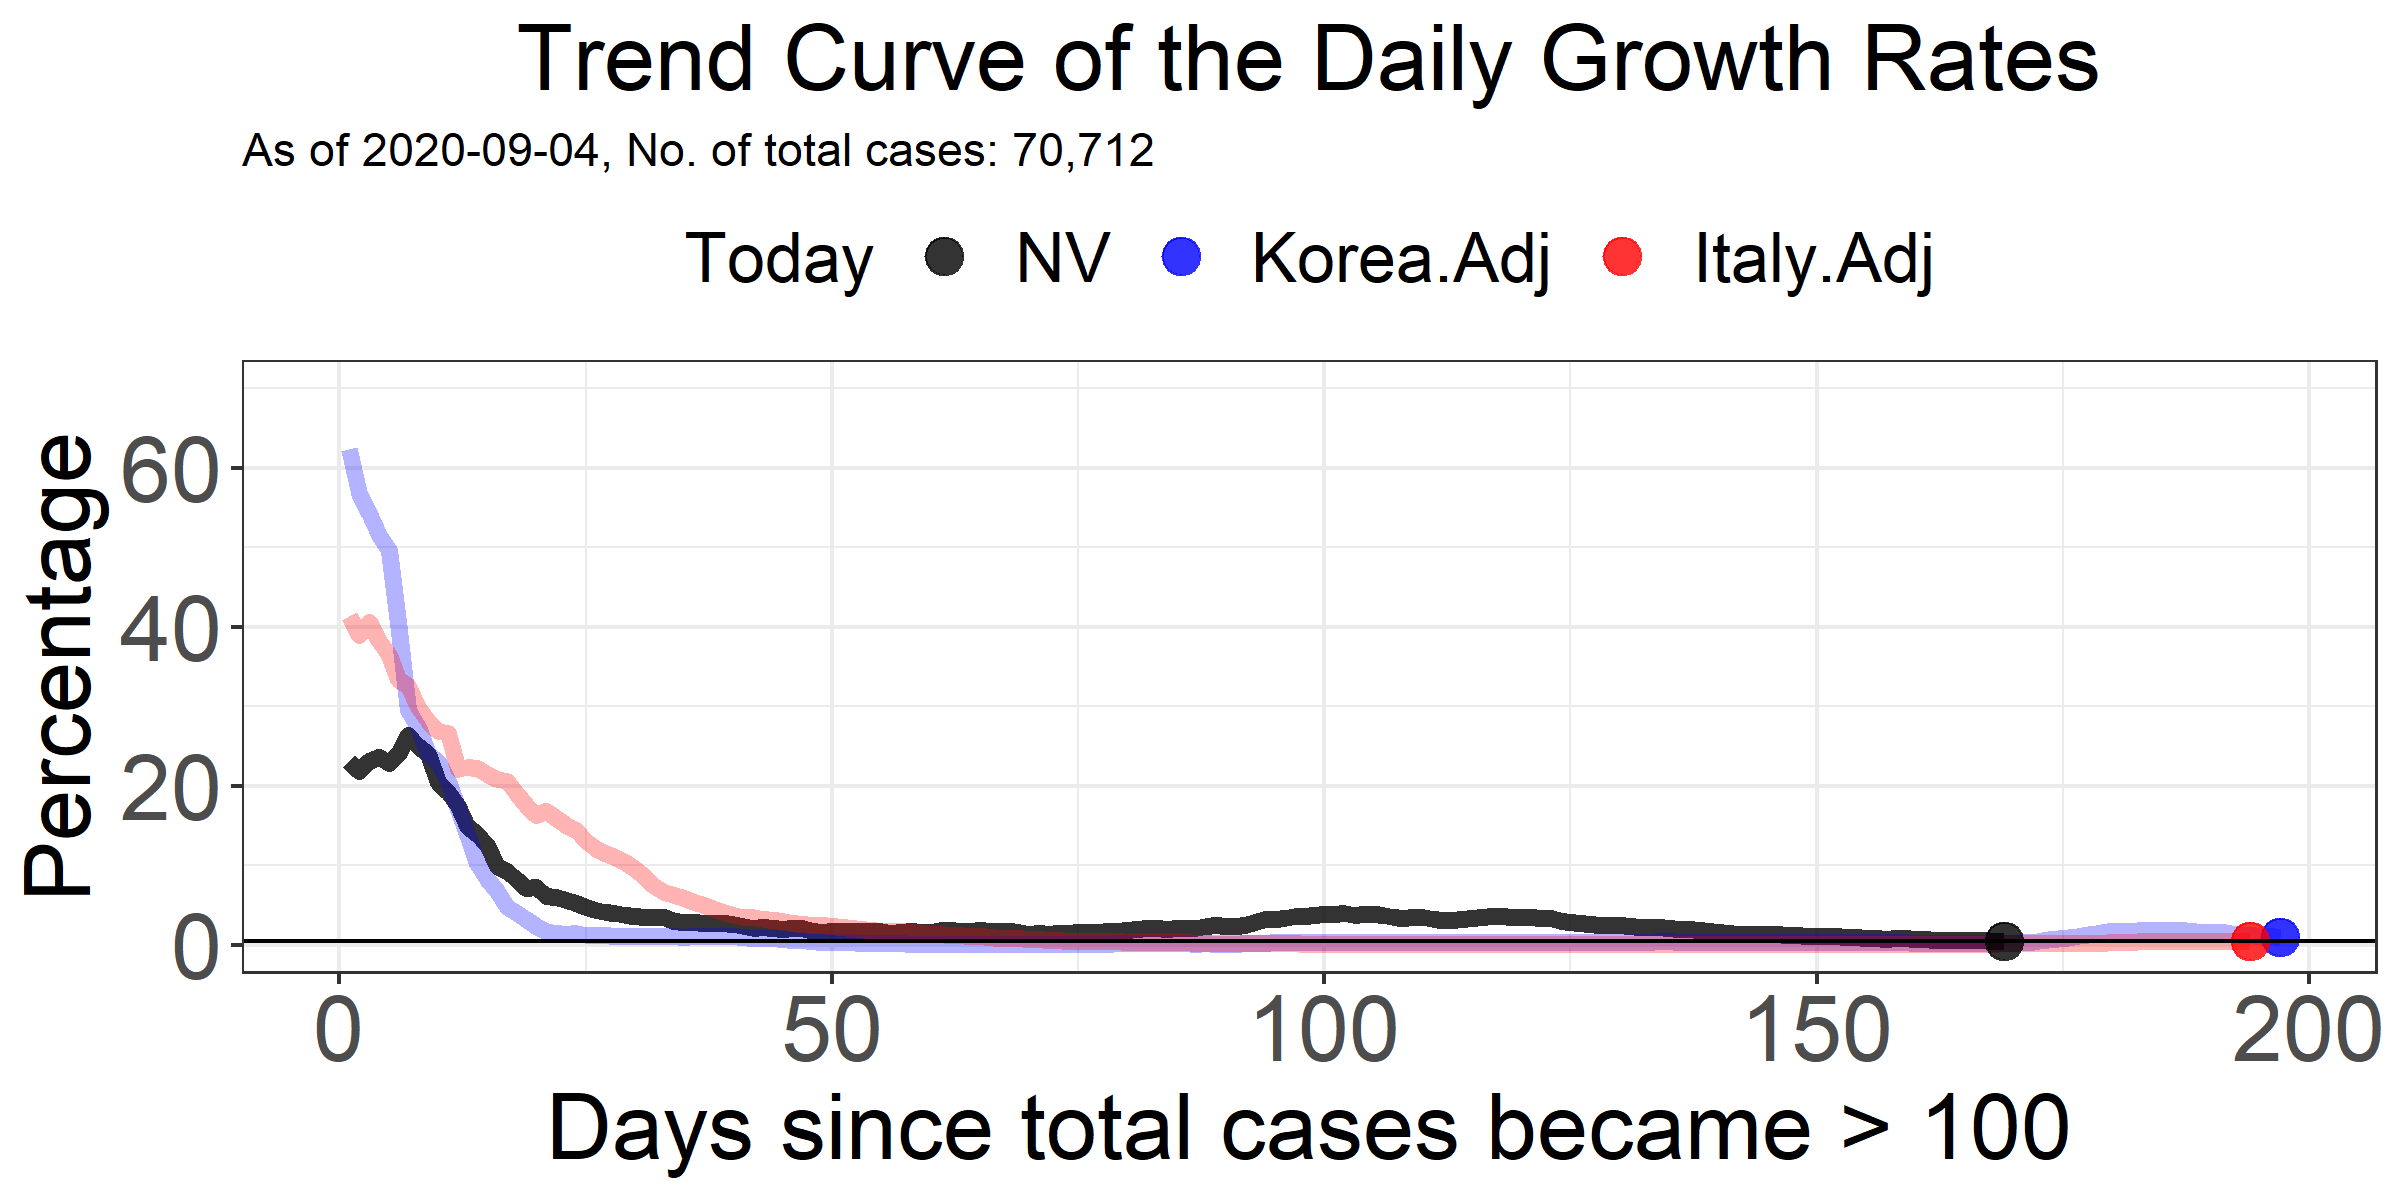 Trend Curve of the Daily Growth Rates
As of 2020-09-04, No. of total cases: 70,712
Today NV Korea.Adj Italy.Adj
Percentage
60
40
20
0
0 50 100 150 200
Days since total cases became > 100